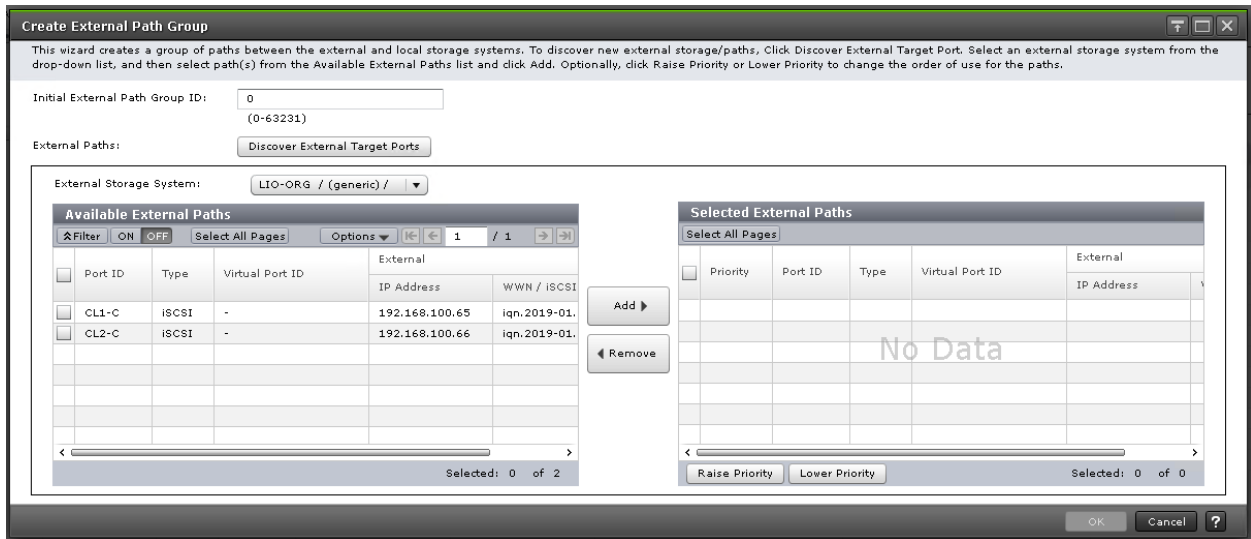 Create External Path Group
This wizard creates a group of paths between the external and local storage systems. To discover new external storage/paths, Click Discover External Target Port. Select an external storage system from the
drop-down list, and then select path(s) from the Available External Paths list and click Add. Optionally, click Raise Priority or Lower Priority to change the order of use for the paths.
Initial External Path Group ID: 0
(0-63231)
External Paths: Discover External Target Ports
External Storage System: LIO-ORG / (generic) /
Available External Paths
Filter ON OFF Select All Pages Options 1 / 1
Port ID Type Virtual Port ID External
IP Address WWN / iSCSI
CL1-C iSCSI - 192.168.100.65 iqn.2019-01.
CL2-C iSCSI - 192.168.100.66 iqn.2019-01.
Selected: 0 of 2
Add
Remove
Selected External Paths
Select All Pages
Priority Port ID Type Virtual Port ID External
IP Address
No Data
Raise Priority Lower Priority Selected: 0 of 0
OK Cancel ?